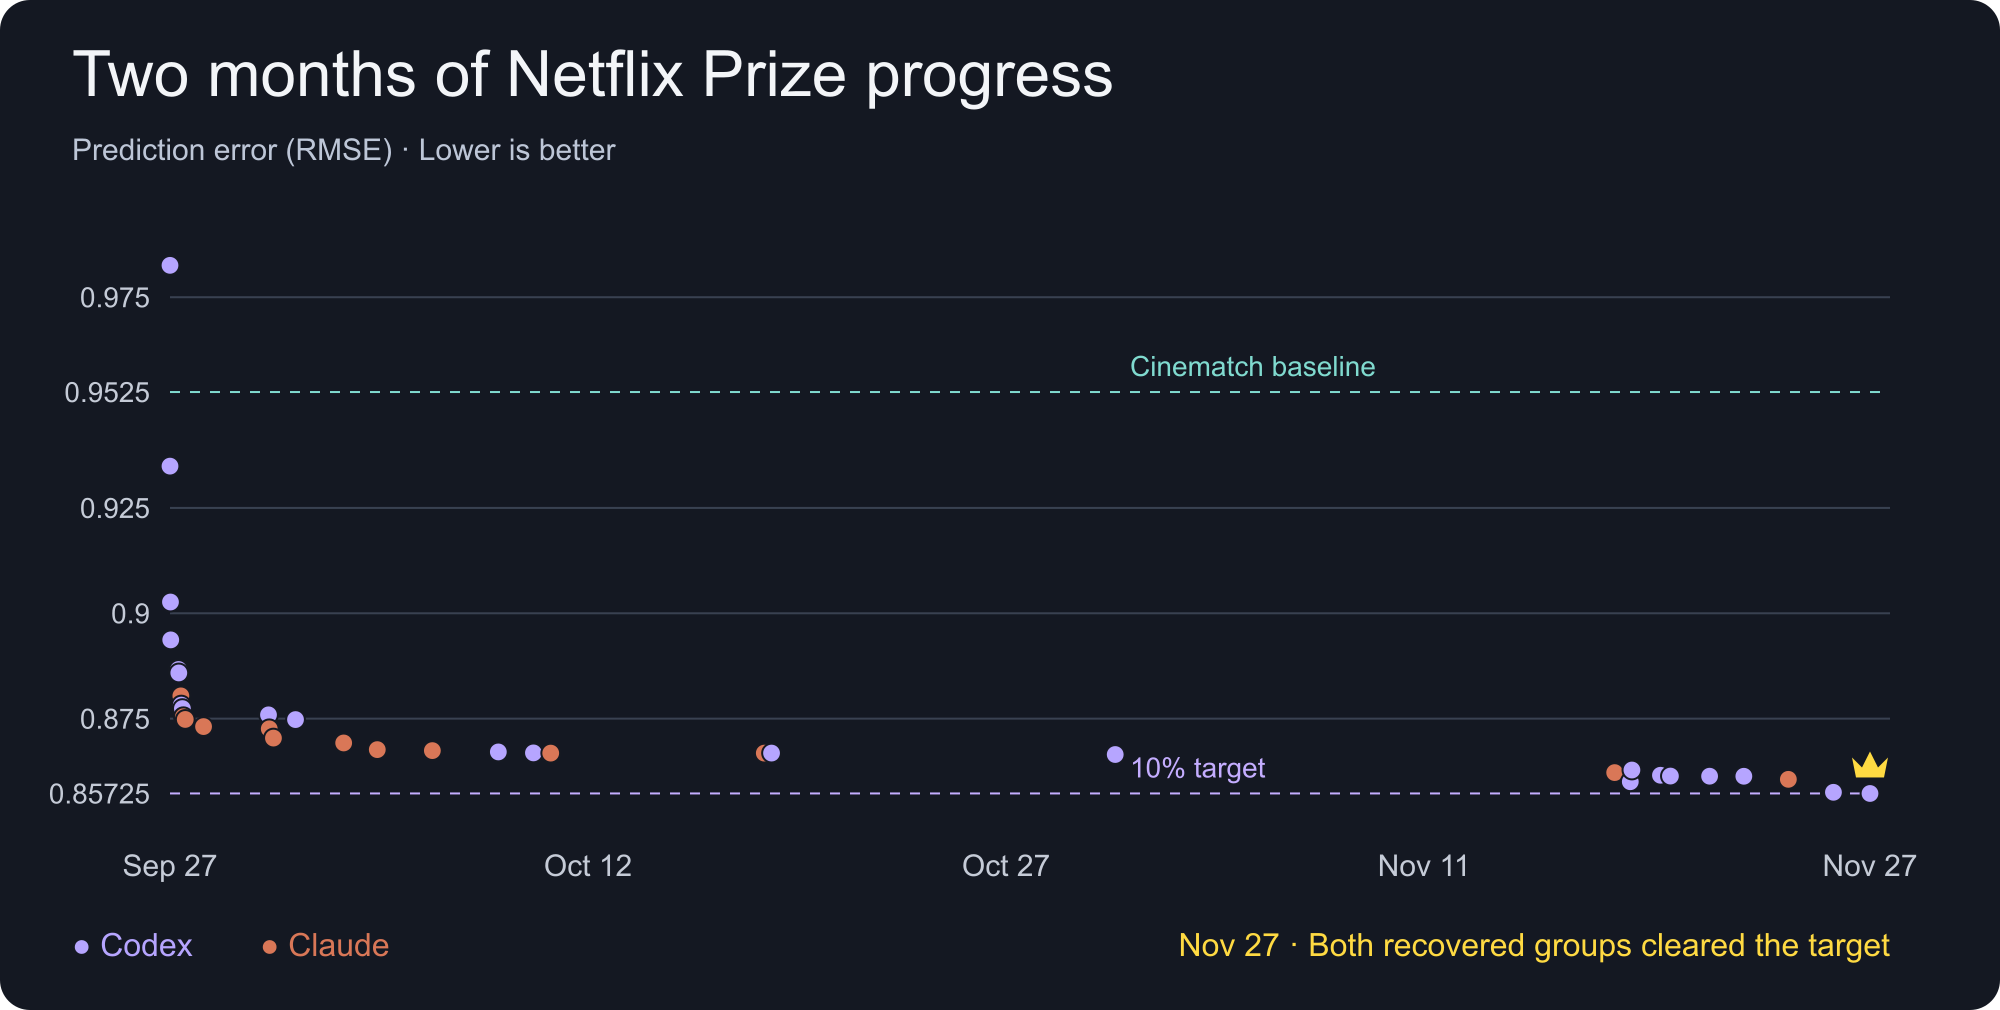 Two months of Netflix Prize progress
Prediction error (RMSE) · Lower is better
0.975
Cinematch baseline
0.9525
0.925
0.9
0.875
10% target
0.85725
Sep 27
Oct 12
Oct 27
Nov 11
Nov 27
Codex
Claude
Nov 27 · Both recovered groups cleared the target